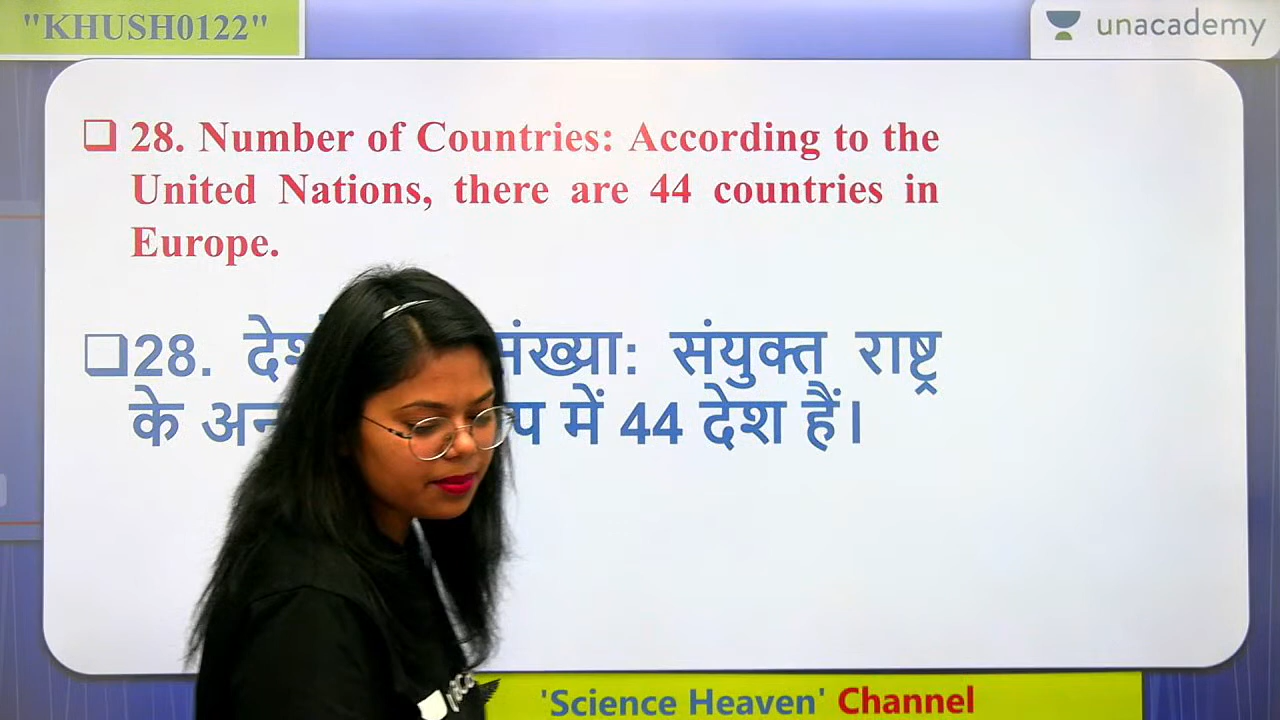 "KHUSH0122"
unacademy
❑ 28. Number of Countries: According to the
United Nations, there are 44 countries in
Europe.
❑28. संख्या: संयुक्त राष्ट्र
के में 44 देश हैं।
'Science Heaven' Channel